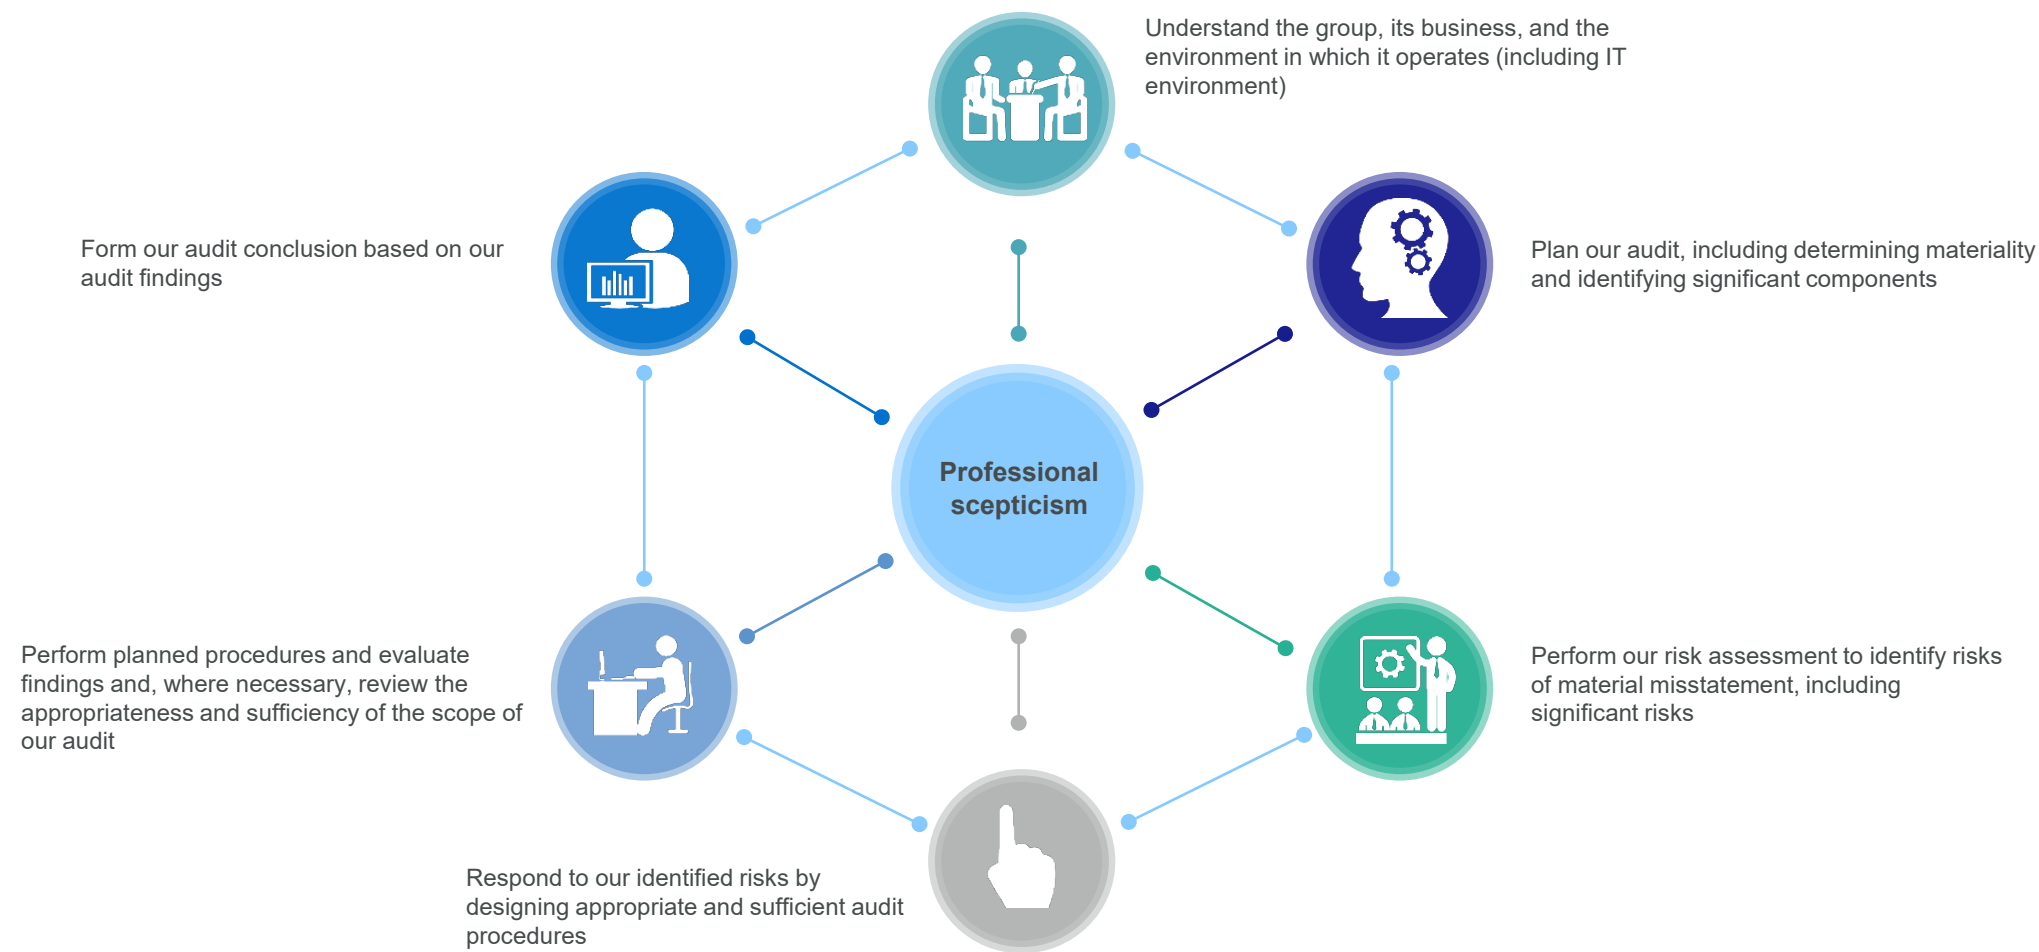 Understand the group, its business, and the
environment in which it operates (including IT
environment)
Plan our audit, including determining materiality
and identifying significant components
Perform our risk assessment to identify risks
of material misstatement, including
significant risks
Respond to our identified risks by
designing appropriate and sufficient audit
procedures
Perform planned procedures and evaluate
findings and, where necessary, review the
appropriateness and sufficiency of the scope of
our audit
Form our audit conclusion based on our
audit findings
Professional
scepticism